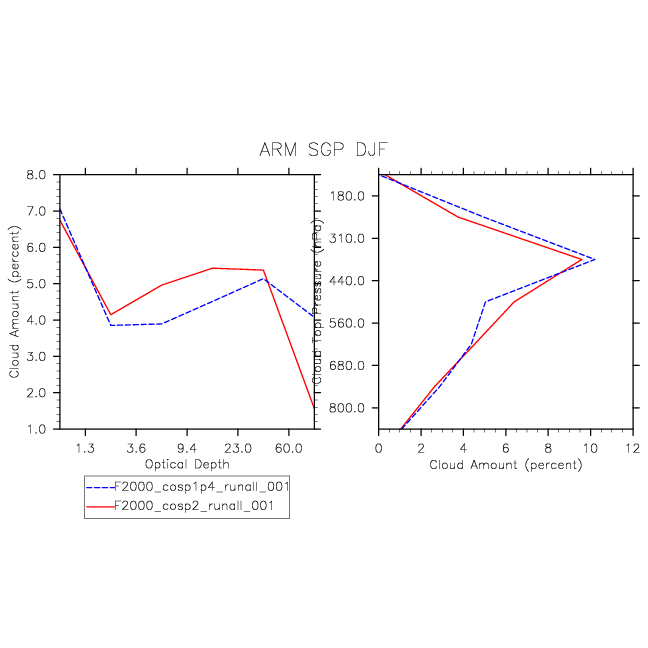 ARM SGP DJF
Cloud Amount (percent)
8.0
7.0
6.0
5.0
4.0
3.0
2.0
1.0
1.3 3.6 9.4 23.0 60.0
Optical Depth
Cloud Top Pressure (hPa)
180.0
310.0
440.0
560.0
680.0
800.0
0 2 4 6 8 10 12
Cloud Amount (percent)
F2000_cosp1p4_runall_001
F2000_cosp2_runall_001